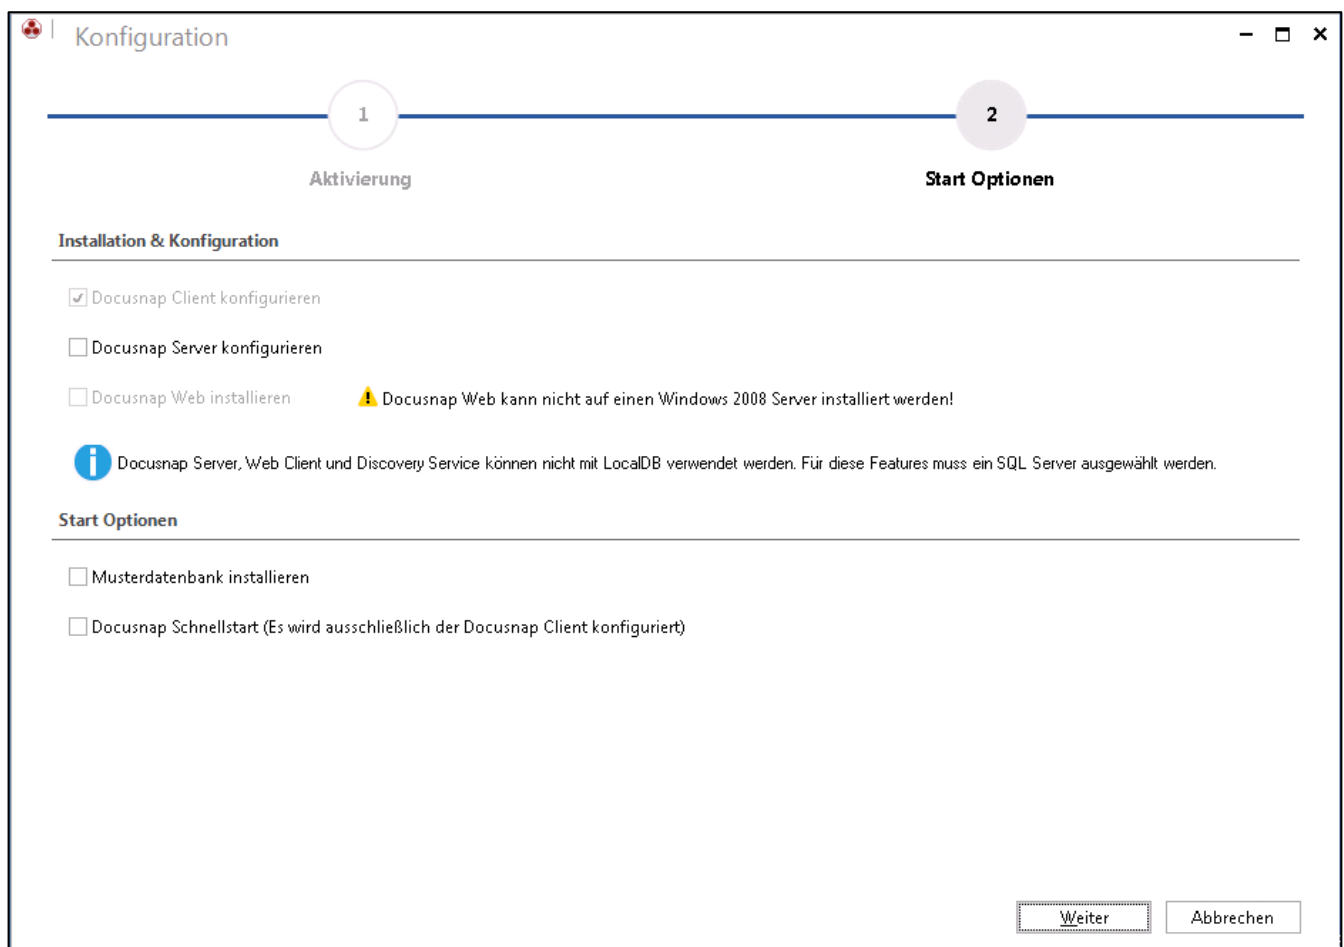 Konfiguration
1
2
Aktivierung
Start Optionen
Installation & Konfiguration
Docusnap Client konfigurieren
Docusnap Server konfigurieren
Docusnap Web installieren
Docusnap Web kann nicht auf einen Windows 2008 Server installiert werden!
Docusnap Server, Web Client und Discovery Service können nicht mit LocalDB verwendet werden. Für diese Features muss ein SQL Server ausgewählt werden.
Start Optionen
Musterdatenbank installieren
Docusnap Schnellstart (Es wird ausschließlich der Docusnap Client konfiguriert)
Weiter
Abbrechen